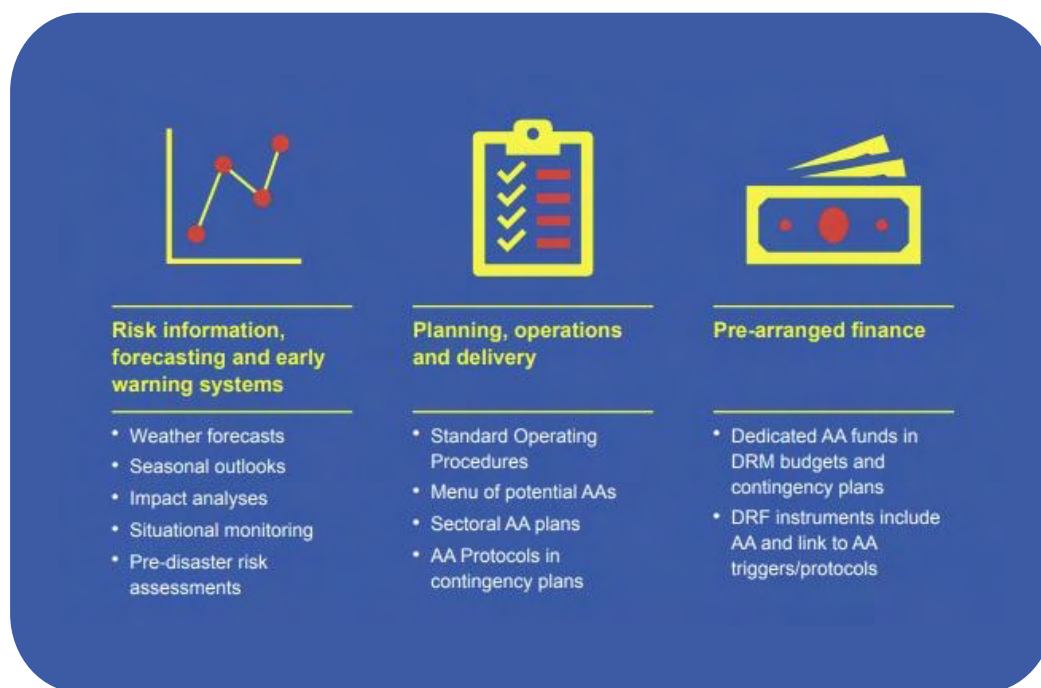 Risk information,
forecasting and early
warning systems
• Weather forecasts
• Seasonal outlooks
• Impact analyses
• Situational monitoring
• Pre-disaster risk
assessments
Planning, operations
and delivery
• Standard Operating
Procedures
• Menu of potential AAs
• Sectoral AA plans
• AA Protocols in
contingency plans
Pre-arranged finance
• Dedicated AA funds in
DRM budgets and
contingency plans
• DRF instruments include
AA and link to AA
triggers/protocols